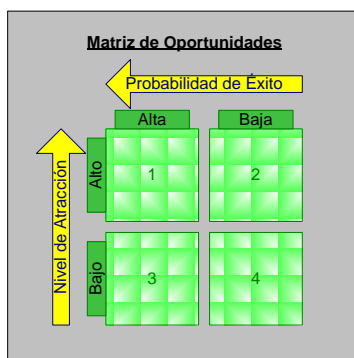 Matriz de Oportunidades
Probabilidad de Éxito
Alta
Baja
Nivel de Atracción
Alto
1
2
Bajo
3
4